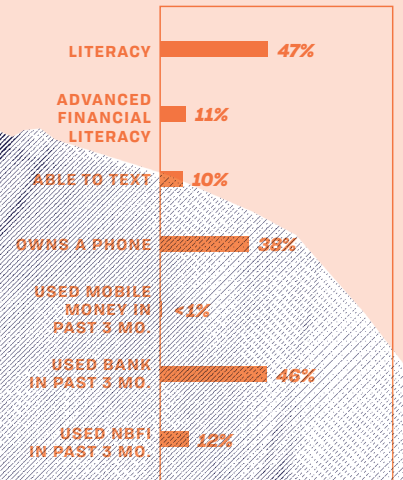 LITERACY 47%
ADVANCED
FINANCIAL 11%
LITERACY
ABLE TO TEXT 10%
OWNS A PHONE 38%
USED MOBILE
MONEY IN <1%
PAST 3 MO.
USED BANK 46%
IN PAST 3 MO.
USED NBFI 12%
IN PAST 3 MO.